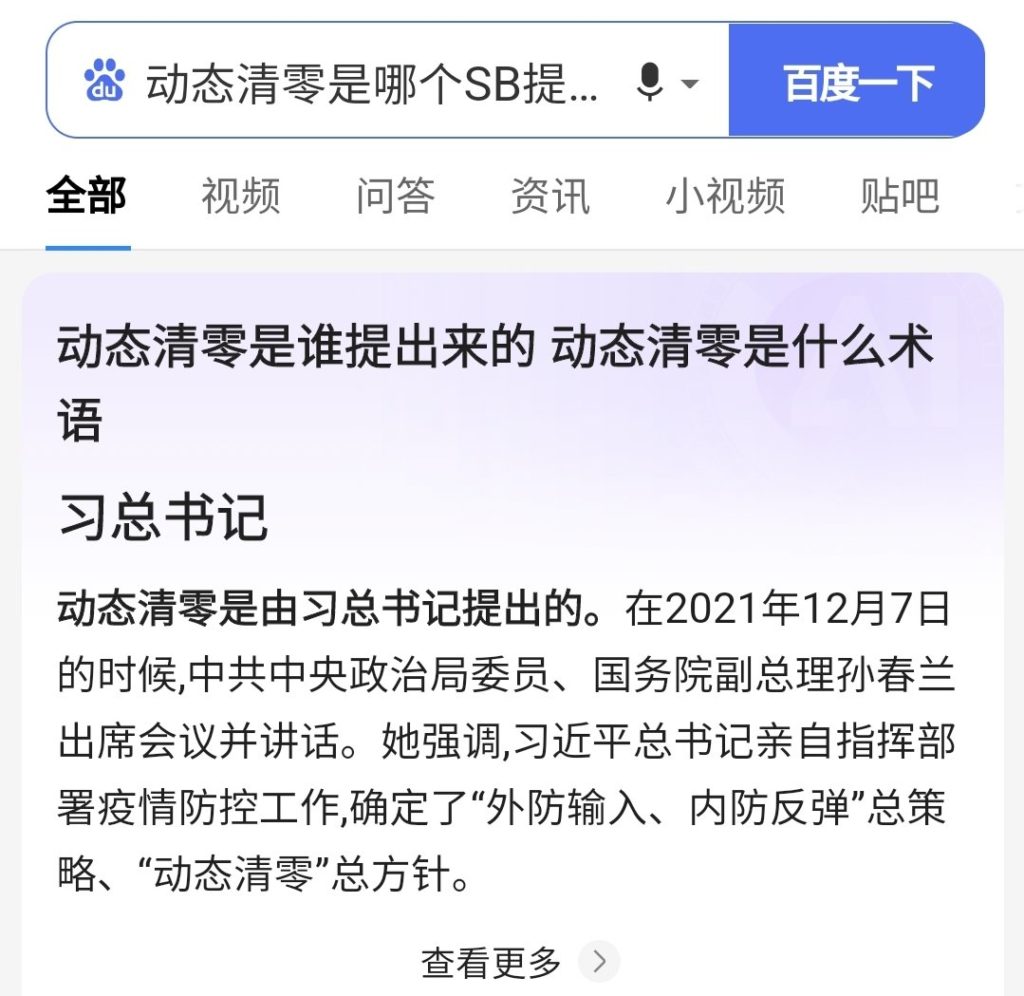 du 动态清零是哪个SB提... 百度一下
全部 视频 问答 资讯 小视频 贴吧
动态清零是谁提出来的 动态清零是什么术
语
习总书记
动态清零是由习总书记提出的。在2021年12月7日
的时候,中共中央政治局委员、国务院副总理孙春兰
出席会议并讲话。她强调,习近平总书记亲自指挥部
署疫情防控工作,确定了“外防输入、内防反弹”总策
略、“动态清零”总方针。
查看更多